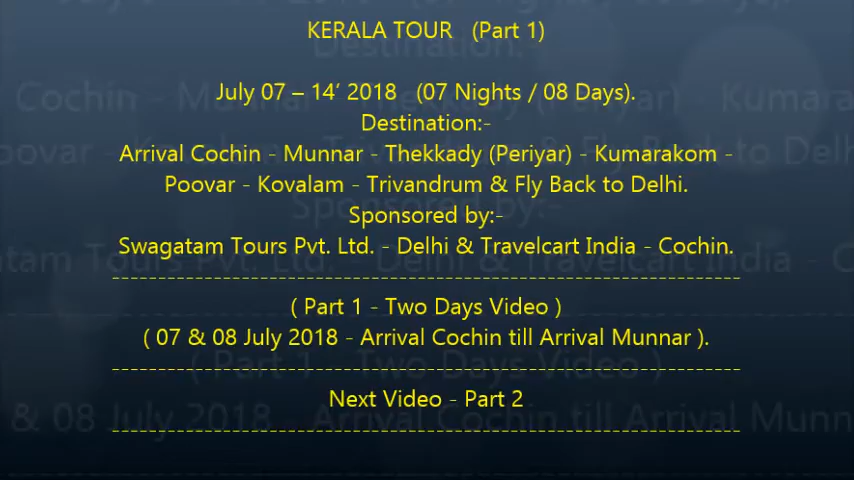 KERALA TOUR (Part 1)
July 07 – 14’ 2018 (07 Nights / 08 Days).
Destination:-
Arrival Cochin - Munnar - Thekkady (Periyar) - Kumarakom -
Poovar - Kovalam - Trivandrum & Fly Back to Delhi.
Sponsored by:-
Swagatam Tours Pvt. Ltd. - Delhi & Travelcart India - Cochin.
--------------------------------------------------------------------------------
( Part 1 - Two Days Video )
( 07 & 08 July 2018 - Arrival Cochin till Arrival Munnar ).
--------------------------------------------------------------------------------
Next Video - Part 2
--------------------------------------------------------------------------------